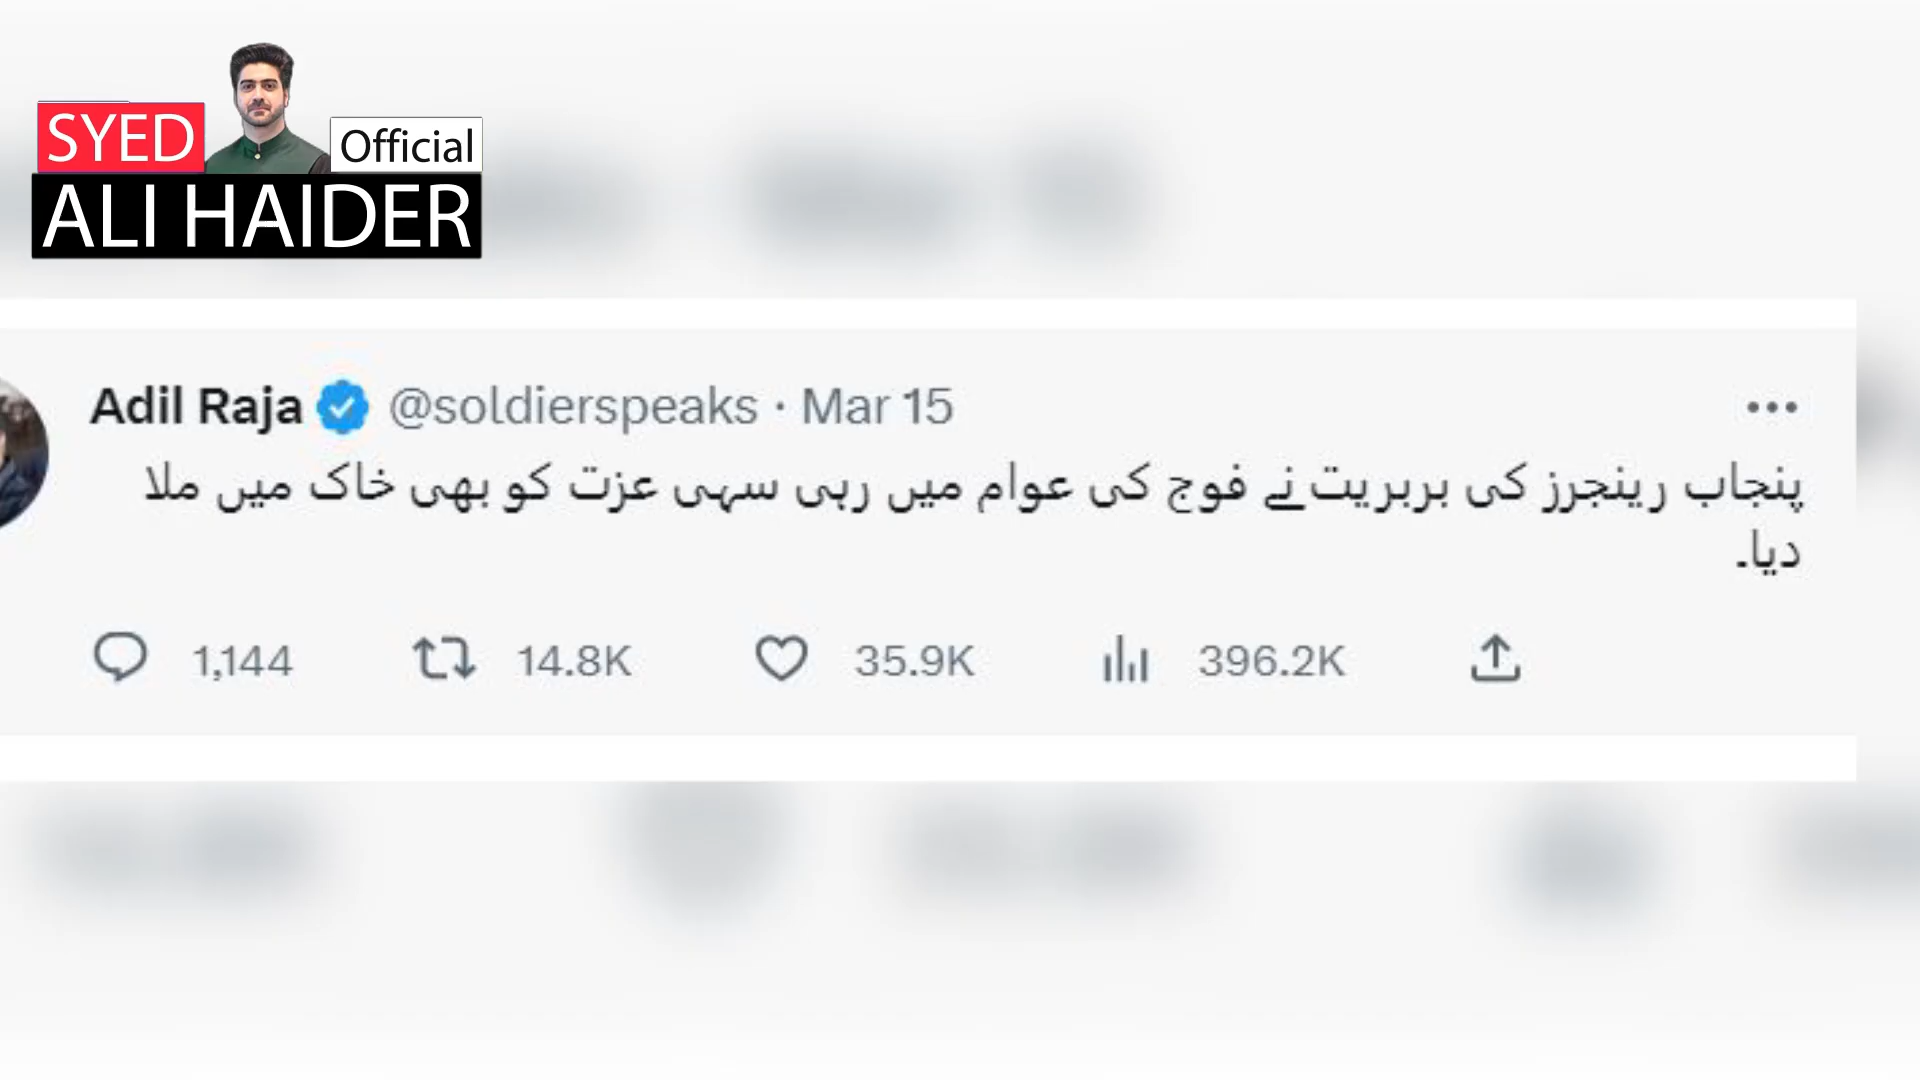 SYED
Official
ALI HAIDER
Adil Raja @soldierspeaks · Mar 15
پنجاب رینجرز کی بربریت نے فوج کی عوام میں رہی سہی عزت کو بھی خاک میں ملا
دیا۔
1,144 14.8K 35.9K 396.2K